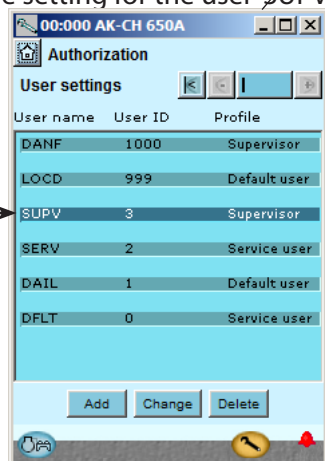 e setting for the user SUPV
00:000 AK-CH 650A
Authorization
User settings
User name User ID Profile
DANF 1000 Supervisor
LOCD 999 Default user
SUPV 3 Supervisor
SERV 2 Service user
DAIL 1 Default user
DFLT 0 Service user
Add Change Delete